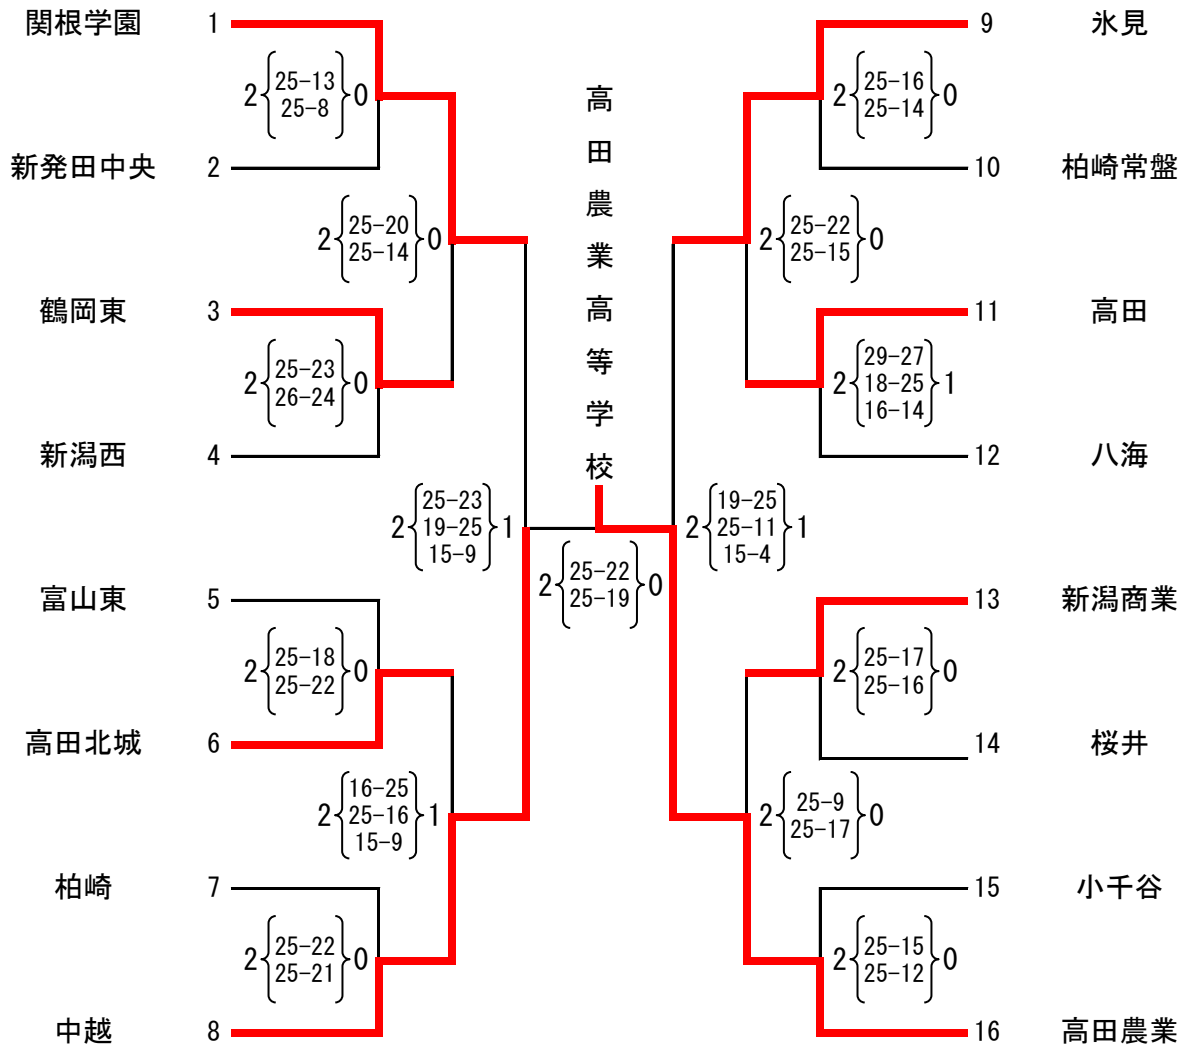 関根学園 1
2 25-13 0
25-8
新発田中央 2
2 25-20 0
25-14
鶴岡東 3
2 25-23 0
26-24
新潟西 4
2 25-23 1
19-25
15-9
富山東 5
2 25-18 0
25-22
高田北城 6
2 16-25 1
25-16
15-9
柏崎 7
2 25-22 0
25-21
中越 8
高田農業高等学校
2 25-22 0
25-19
9 氷見
2 25-16 0
25-14
10 柏崎常盤
2 25-22 0
25-15
11 高田
2 29-27 1
18-25
16-14
12 八海
2 19-25 1
25-11
15-4
13 新潟商業
2 25-17 0
25-16
14 桜井
2 25-9 0
25-17
15 小千谷
2 25-15 0
25-12
16 高田農業